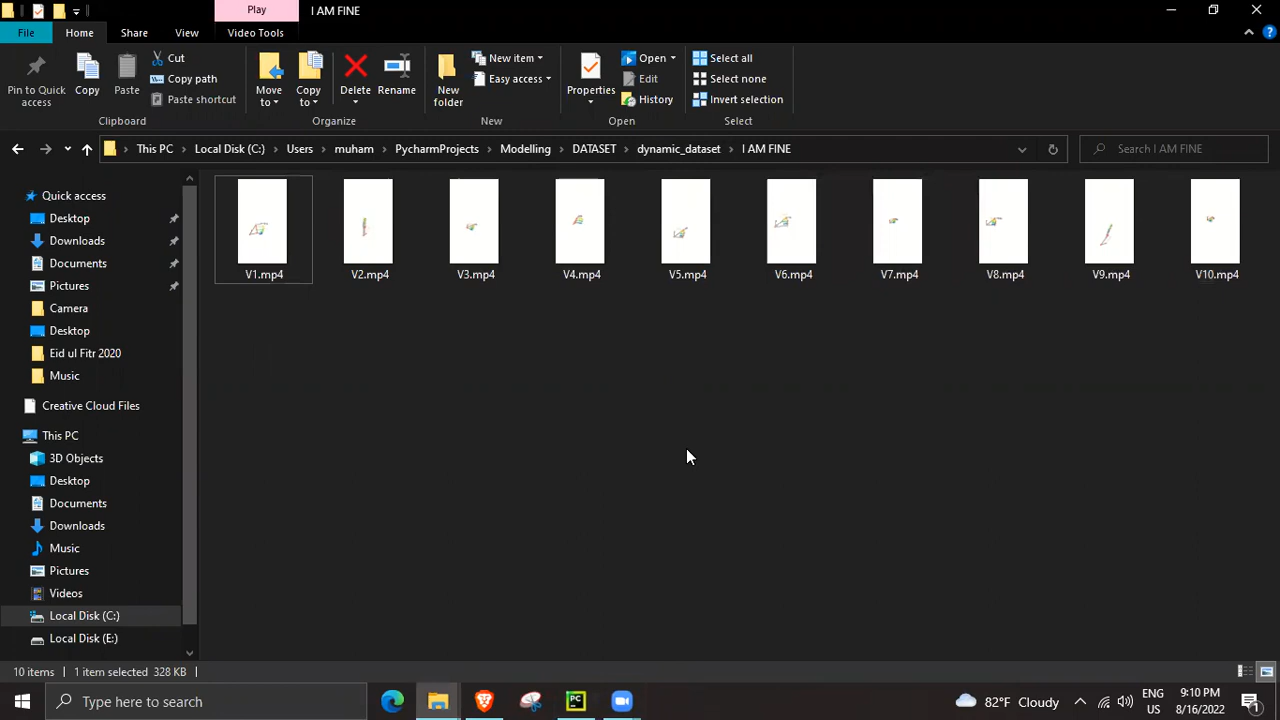 Play
I AM FINE
File
Home
Share
View
Video Tools
Pin to Quick
access
Copy
Paste
Cut
Copy path
Paste shortcut
Clipboard
Move
to
Copy
to
Delete
Rename
Organize
New
folder
New item
Easy access
New
Properties
Open
Edit
History
Open
Select all
Select none
Invert selection
Select
This PC > Local Disk (C:) > Users > muham > PycharmProjects > Modelling > DATASET > dynamic_dataset > I AM FINE
Search I AM FINE
Quick access
Desktop
Downloads
Documents
Pictures
Camera
Desktop
Eid ul Fitr 2020
Music
Creative Cloud Files
This PC
3D Objects
Desktop
Documents
Downloads
Music
Pictures
Videos
Local Disk (C:)
Local Disk (E:)
V1.mp4 V2.mp4 V3.mp4 V4.mp4 V5.mp4 V6.mp4 V7.mp4 V8.mp4 V9.mp4 V10.mp4
10 items 1 item selected 328 KB
Type here to search
PC
82°F Cloudy
ENG
US
9:10 PM
8/16/2022
1